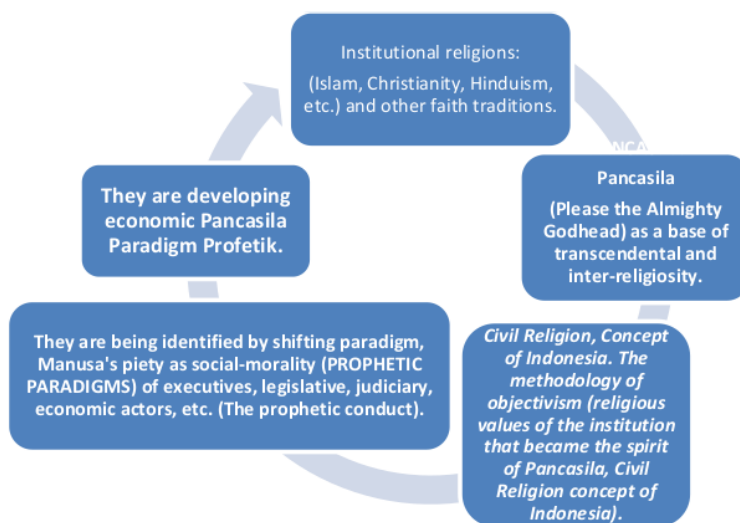 Institutional religions:
(Islam, Christianity, Hinduism,
etc.) and other faith traditions.
Pancasila
(Please the Almighty
Godhead) as a base of
transcendental and
inter-religiosity.
Civil Religion, Concept
of Indonesia. The
methodology of
objectivism (religious
values of the institution
that became the spirit
of Pancasila, Civil
Religion concept of
Indonesia).
They are being identified by shifting paradigm,
Manusa's piety as social-morality (PROPHETIC
PARADIGMS) of executives, legislative, judiciary,
economic actors, etc. (The prophetic conduct).
They are developing
economic Pancasila
Paradigm Profetik.